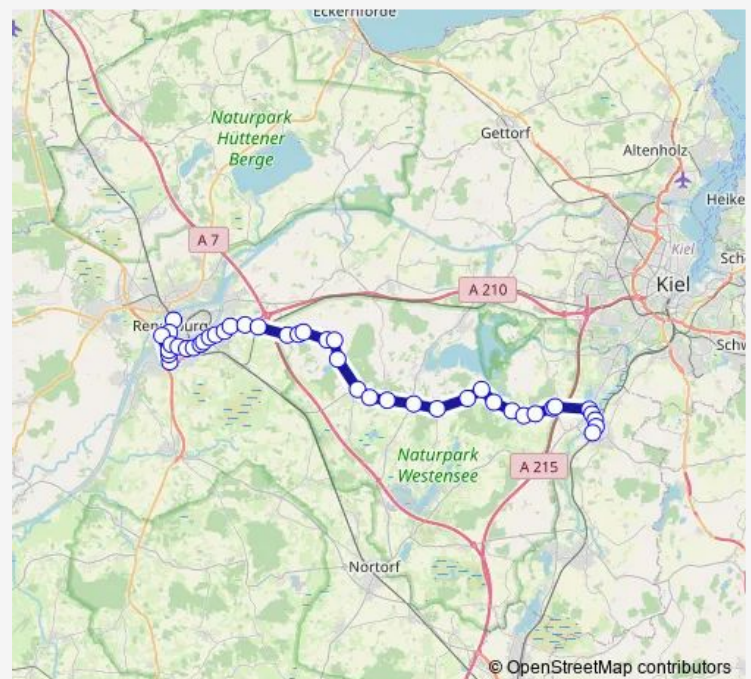 Eckernförde
Naturpark
Hüttener
Berge
Gettorf
Altenholz
Heike
A 7
Kiel
Sch
A 210
Kiel
Schw
Naturpark
- Westensee
A 215
Nortorf
© OpenStreetMap contributors